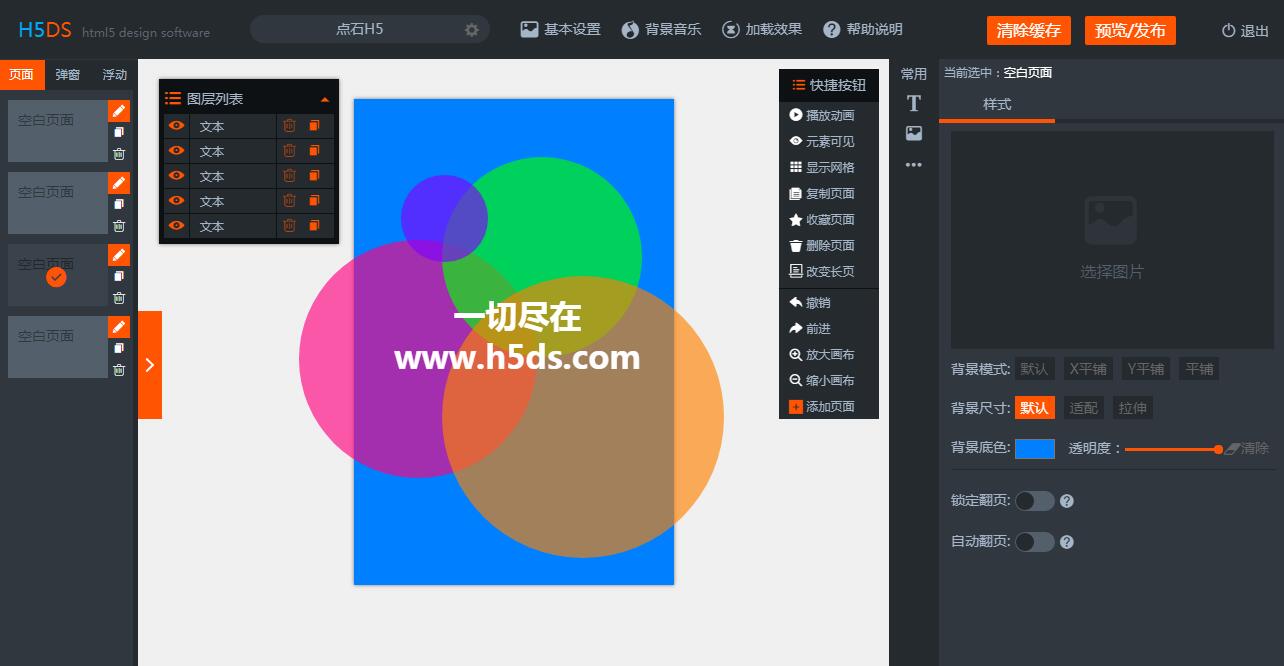 H5DS html5 design software
点石H5
基本设置
背景音乐
加载效果
帮助说明
清除缓存
预览/发布
退出
页面 弹窗 浮动
空白页面
空白页面
空白页面
空白页面
图层列表
文本
文本
文本
文本
文本
一切尽在
www.h5ds.com
快捷按钮
播放动画
元素可见
显示网格
复制页面
收藏页面
删除页面
改变长页
撤销
前进
放大画布
缩小画布
添加页面
常用
T
当前选中：空白页面
样式
选择图片
背景模式: 默认 X平铺 Y平铺 平铺
背景尺寸: 默认 适配 拉伸
背景底色: 透明度： 清除
锁定翻页:
自动翻页: